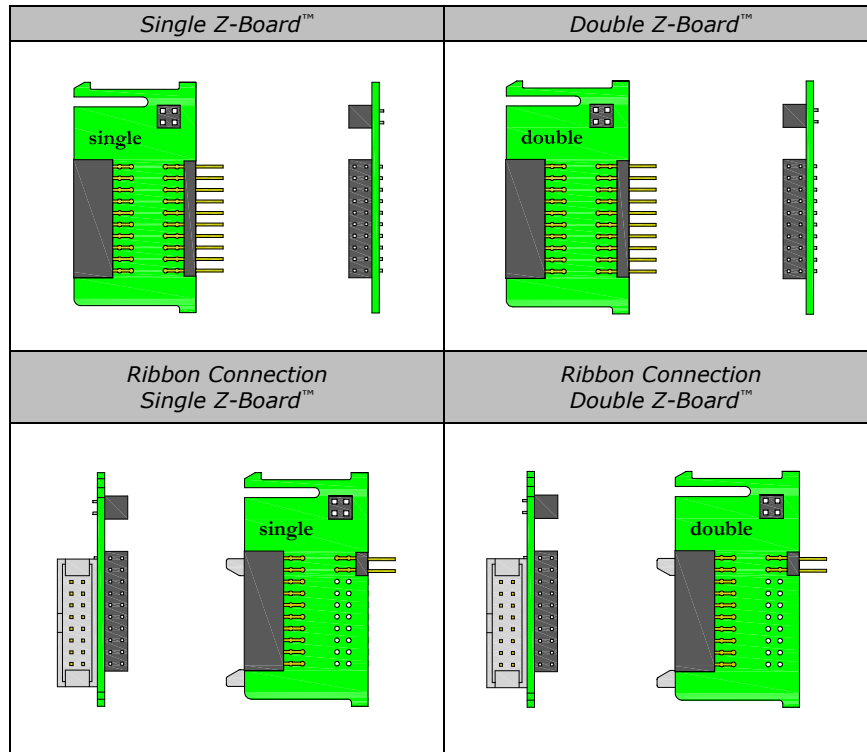 Single Z-Board™
Double Z-Board™
single
double
Ribbon Connection
Single Z-Board™
Ribbon Connection
Double Z-Board™
single
double